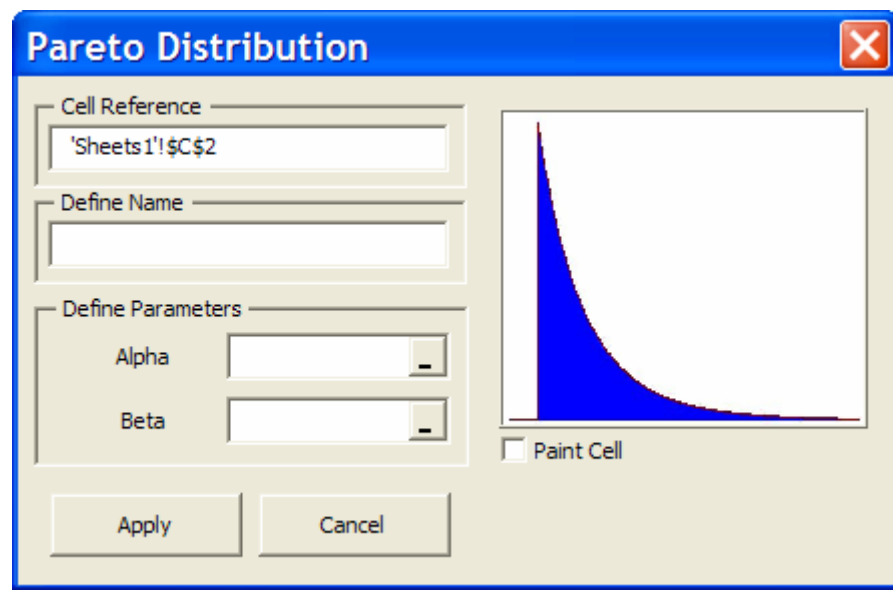 Pareto Distribution
Cell Reference
'Sheets1'!$C$2
Define Name
Define Parameters
Alpha
Beta
Paint Cell
Apply
Cancel